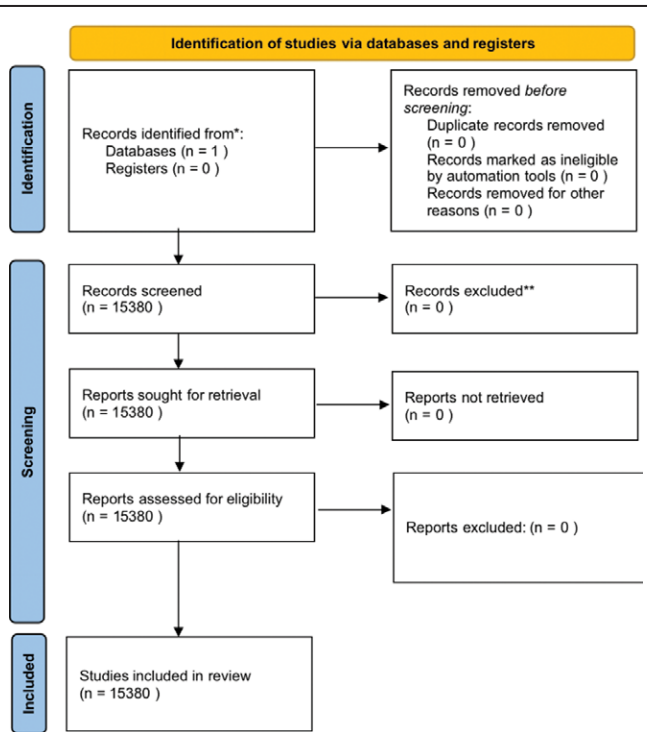 Identification of studies via databases and registers
Identification
Records identified from*:
Databases (n = 1 )
Registers (n = 0 )
Records removed before
screening:
Duplicate records removed
(n = 0 )
Records marked as ineligible
by automation tools (n = 0 )
Records removed for other
reasons (n = 0 )
Screening
Records screened
(n = 15380 )
Records excluded**
(n = 0 )
Reports sought for retrieval
(n = 15380 )
Reports not retrieved
(n = 0 )
Reports assessed for eligibility
(n = 15380 )
Reports excluded: (n = 0 )
Included
Studies included in review
(n = 15380 )